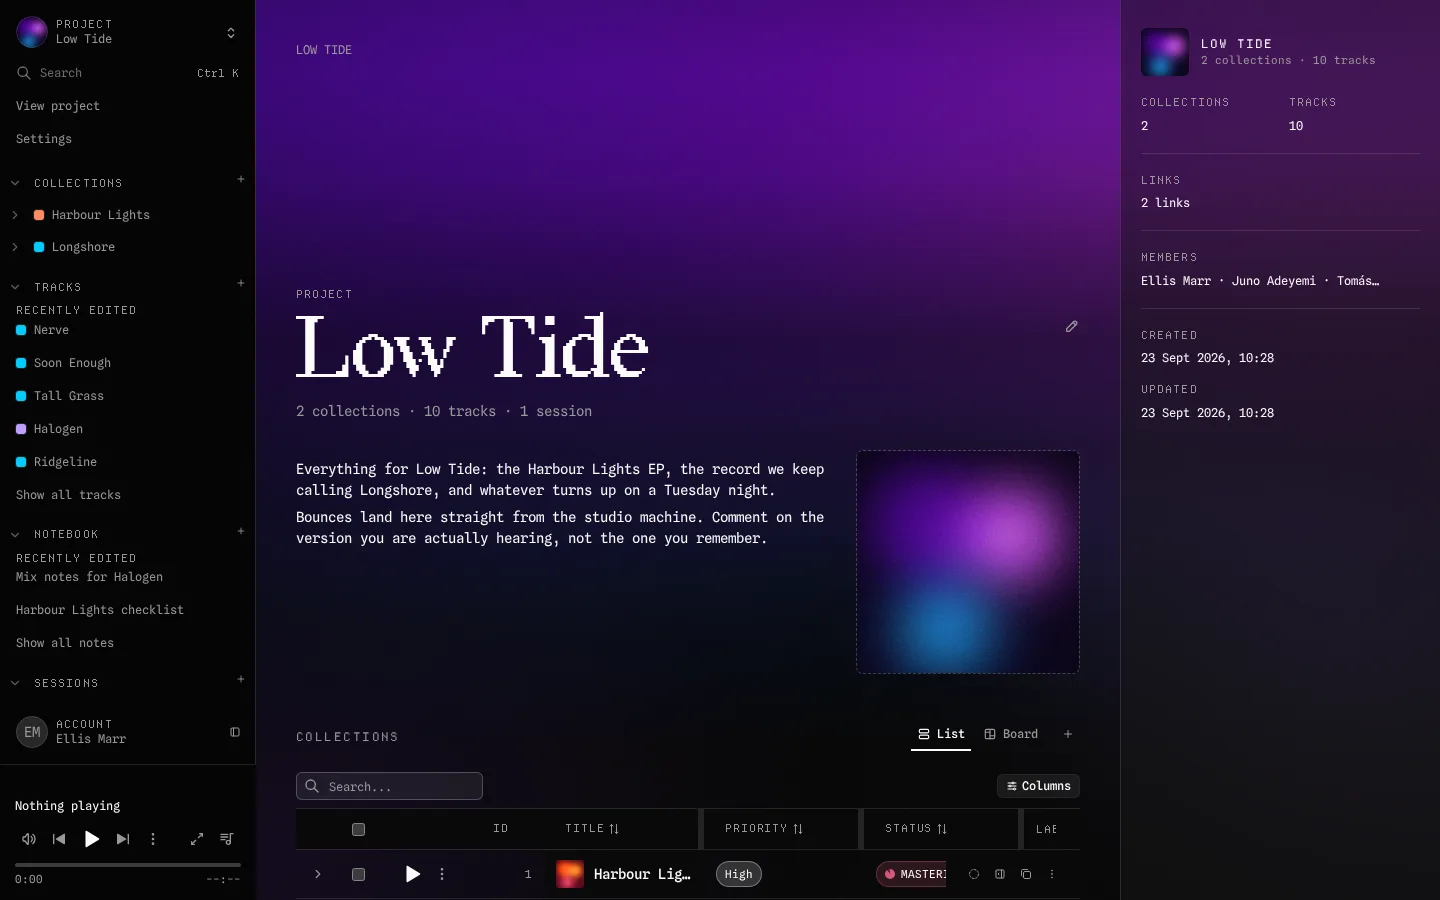 PROJECT
Low Tide
Search Ctrl K
View project
Settings
COLLECTIONS
Harbour Lights
Longshore
TRACKS
RECENTLY EDITED
Nerve
Soon Enough
Tall Grass
Halogen
Ridgeline
Show all tracks
NOTEBOOK
RECENTLY EDITED
Mix notes for Halogen
Harbour Lights checklist
Show all notes
SESSIONS
EM
ACCOUNT
Ellis Marr
Nothing playing
0:00 --:--
LOW TIDE
PROJECT
Low Tide
2 collections · 10 tracks · 1 session
Everything for Low Tide: the Harbour Lights EP, the record we keep
calling Longshore, and whatever turns up on a Tuesday night.
Bounces land here straight from the studio machine. Comment on the
version you are actually hearing, not the one you remember.
COLLECTIONS
List Board +
Search...
Columns
ID TITLE PRIORITY STATUS LAE
1 Harbour Lig… High MASTERI
LOW TIDE
2 collections · 10 tracks
COLLECTIONS TRACKS
2 10
LINKS
2 links
MEMBERS
Ellis Marr · Juno Adeyemi · Tomás…
CREATED
23 Sept 2026, 10:28
UPDATED
23 Sept 2026, 10:28